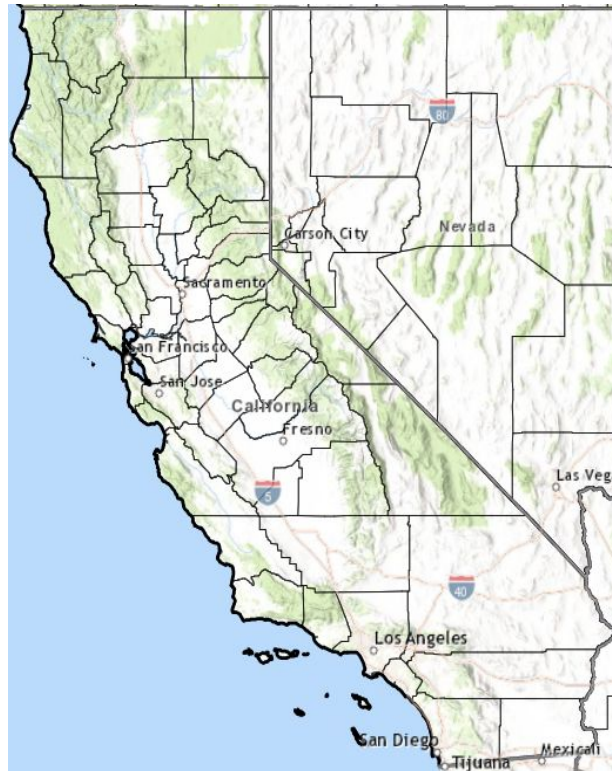 80
Carson City
Nevada
Sacramento
San Francisco
San Jose
California
Fresno
5
Las Veg
40
Los Angeles
San Diego
Tijuana
Mexicali